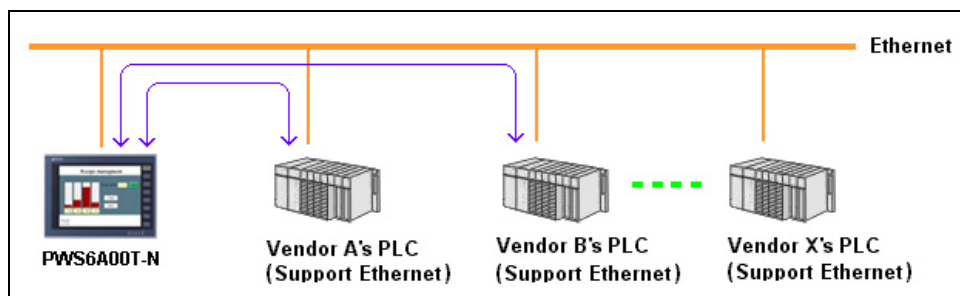 Ethernet
PWS6A00T-N
Vendor A's PLC
(Support Ethernet)
Vendor B's PLC
(Support Ethernet)
Vendor X's PLC
(Support Ethernet)